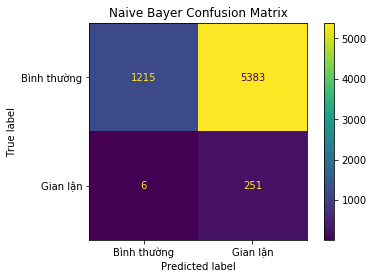 Naive Bayer Confusion Matrix
True label
Bình thường
1215
5383
Gian lận
6
251
Bình thường
Gian lận
Predicted label
5000
4000
3000
2000
1000